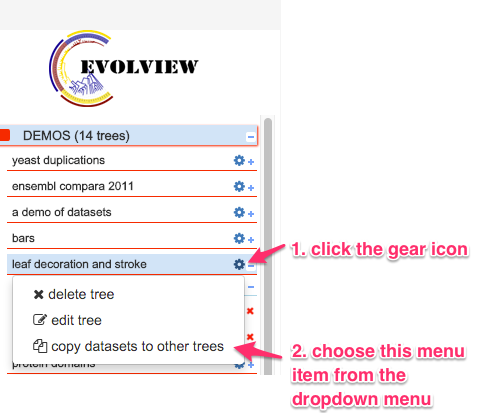 EVOLVIEW
DEMOS (14 trees)
yeast duplications
ensembl compara 2011
a demo of datasets
bars
1. click the gear icon
leaf decoration and stroke
delete tree
edit tree
copy datasets to other trees
2. choose this menu
item from the
dropdown menu
protein domains